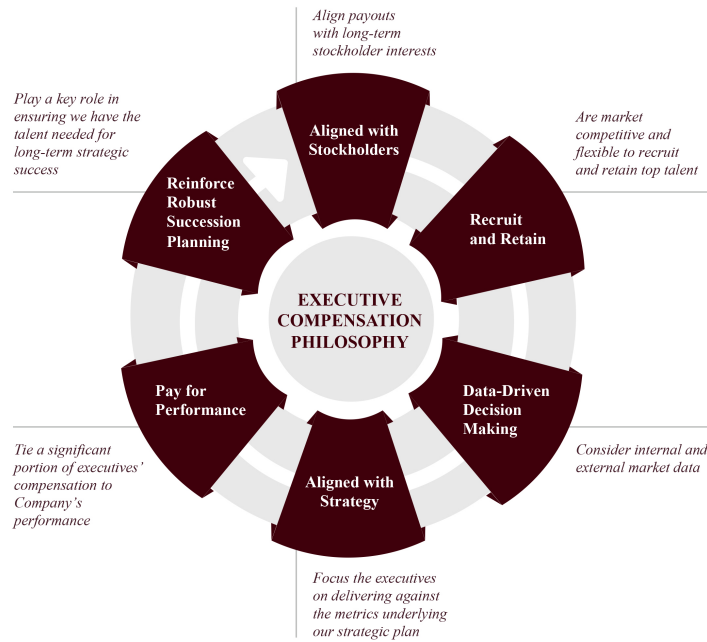 Align payouts
with long-term
stockholder interests
Aligned with
Stockholders
Are market
competitive and
flexible to recruit
and retain top talent
Recruit
and Retain
Data-Driven
Decision
Making
Consider internal and
external market data
Aligned with
Strategy
Focus the executives
on delivering against
the metrics underlying
our strategic plan
Pay for
Performance
Tie a significant
portion of executives’
compensation to
Company’s
performance
Play a key role in
ensuring we have the
talent needed for
long-term strategic
success
Reinforce
Robust
Succession
Planning
EXECUTIVE
COMPENSATION
PHILOSOPHY